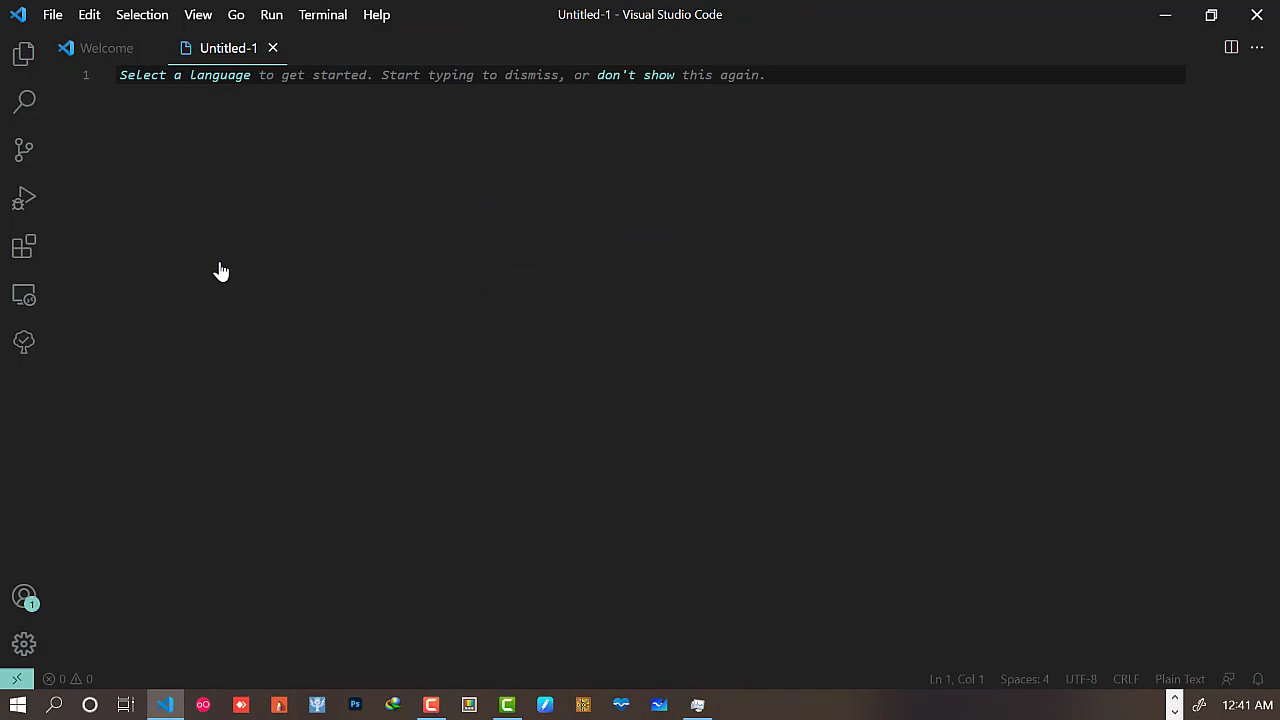 File Edit Selection View Go Run Terminal Help Untitled-1 - Visual Studio Code
Welcome Untitled-1
1 Select a language to get started. Start typing to dismiss, or don't show this again.
1
0 0 Ln 1, Col 1 Spaces: 4 UTF-8 CRLF Plain Text
Ps 12:41 AM